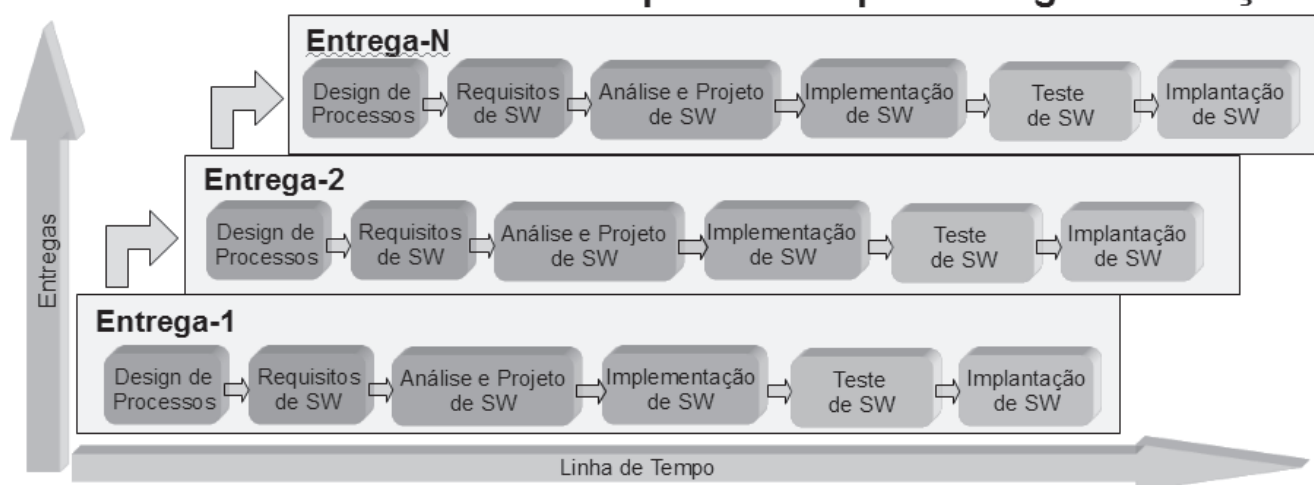 Entrega-N
Design de
Processos
Requisitos
de SW
Análise e Projeto
de SW
Implementação
de SW
Teste
de SW
Implantação
de SW
Entrega-2
Design de
Processos
Requisitos
de SW
Análise e Projeto
de SW
Implementação
de SW
Teste
de SW
Implantação
de SW
Entrega-1
Design de
Processos
Requisitos
de SW
Análise e Projeto
de SW
Implementação
de SW
Teste
de SW
Implantação
de SW
Entregas
Linha de Tempo